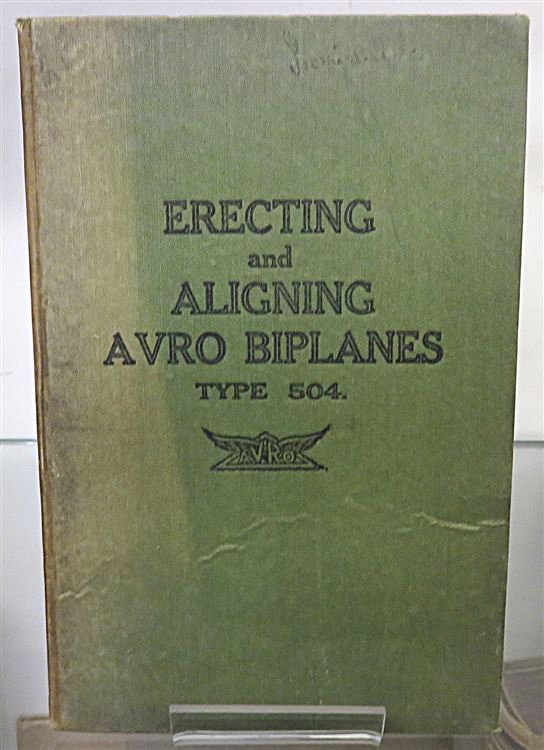 ERECTING
and
ALIGNING
AVRO BIPLANES
TYPE 504.
AVRO